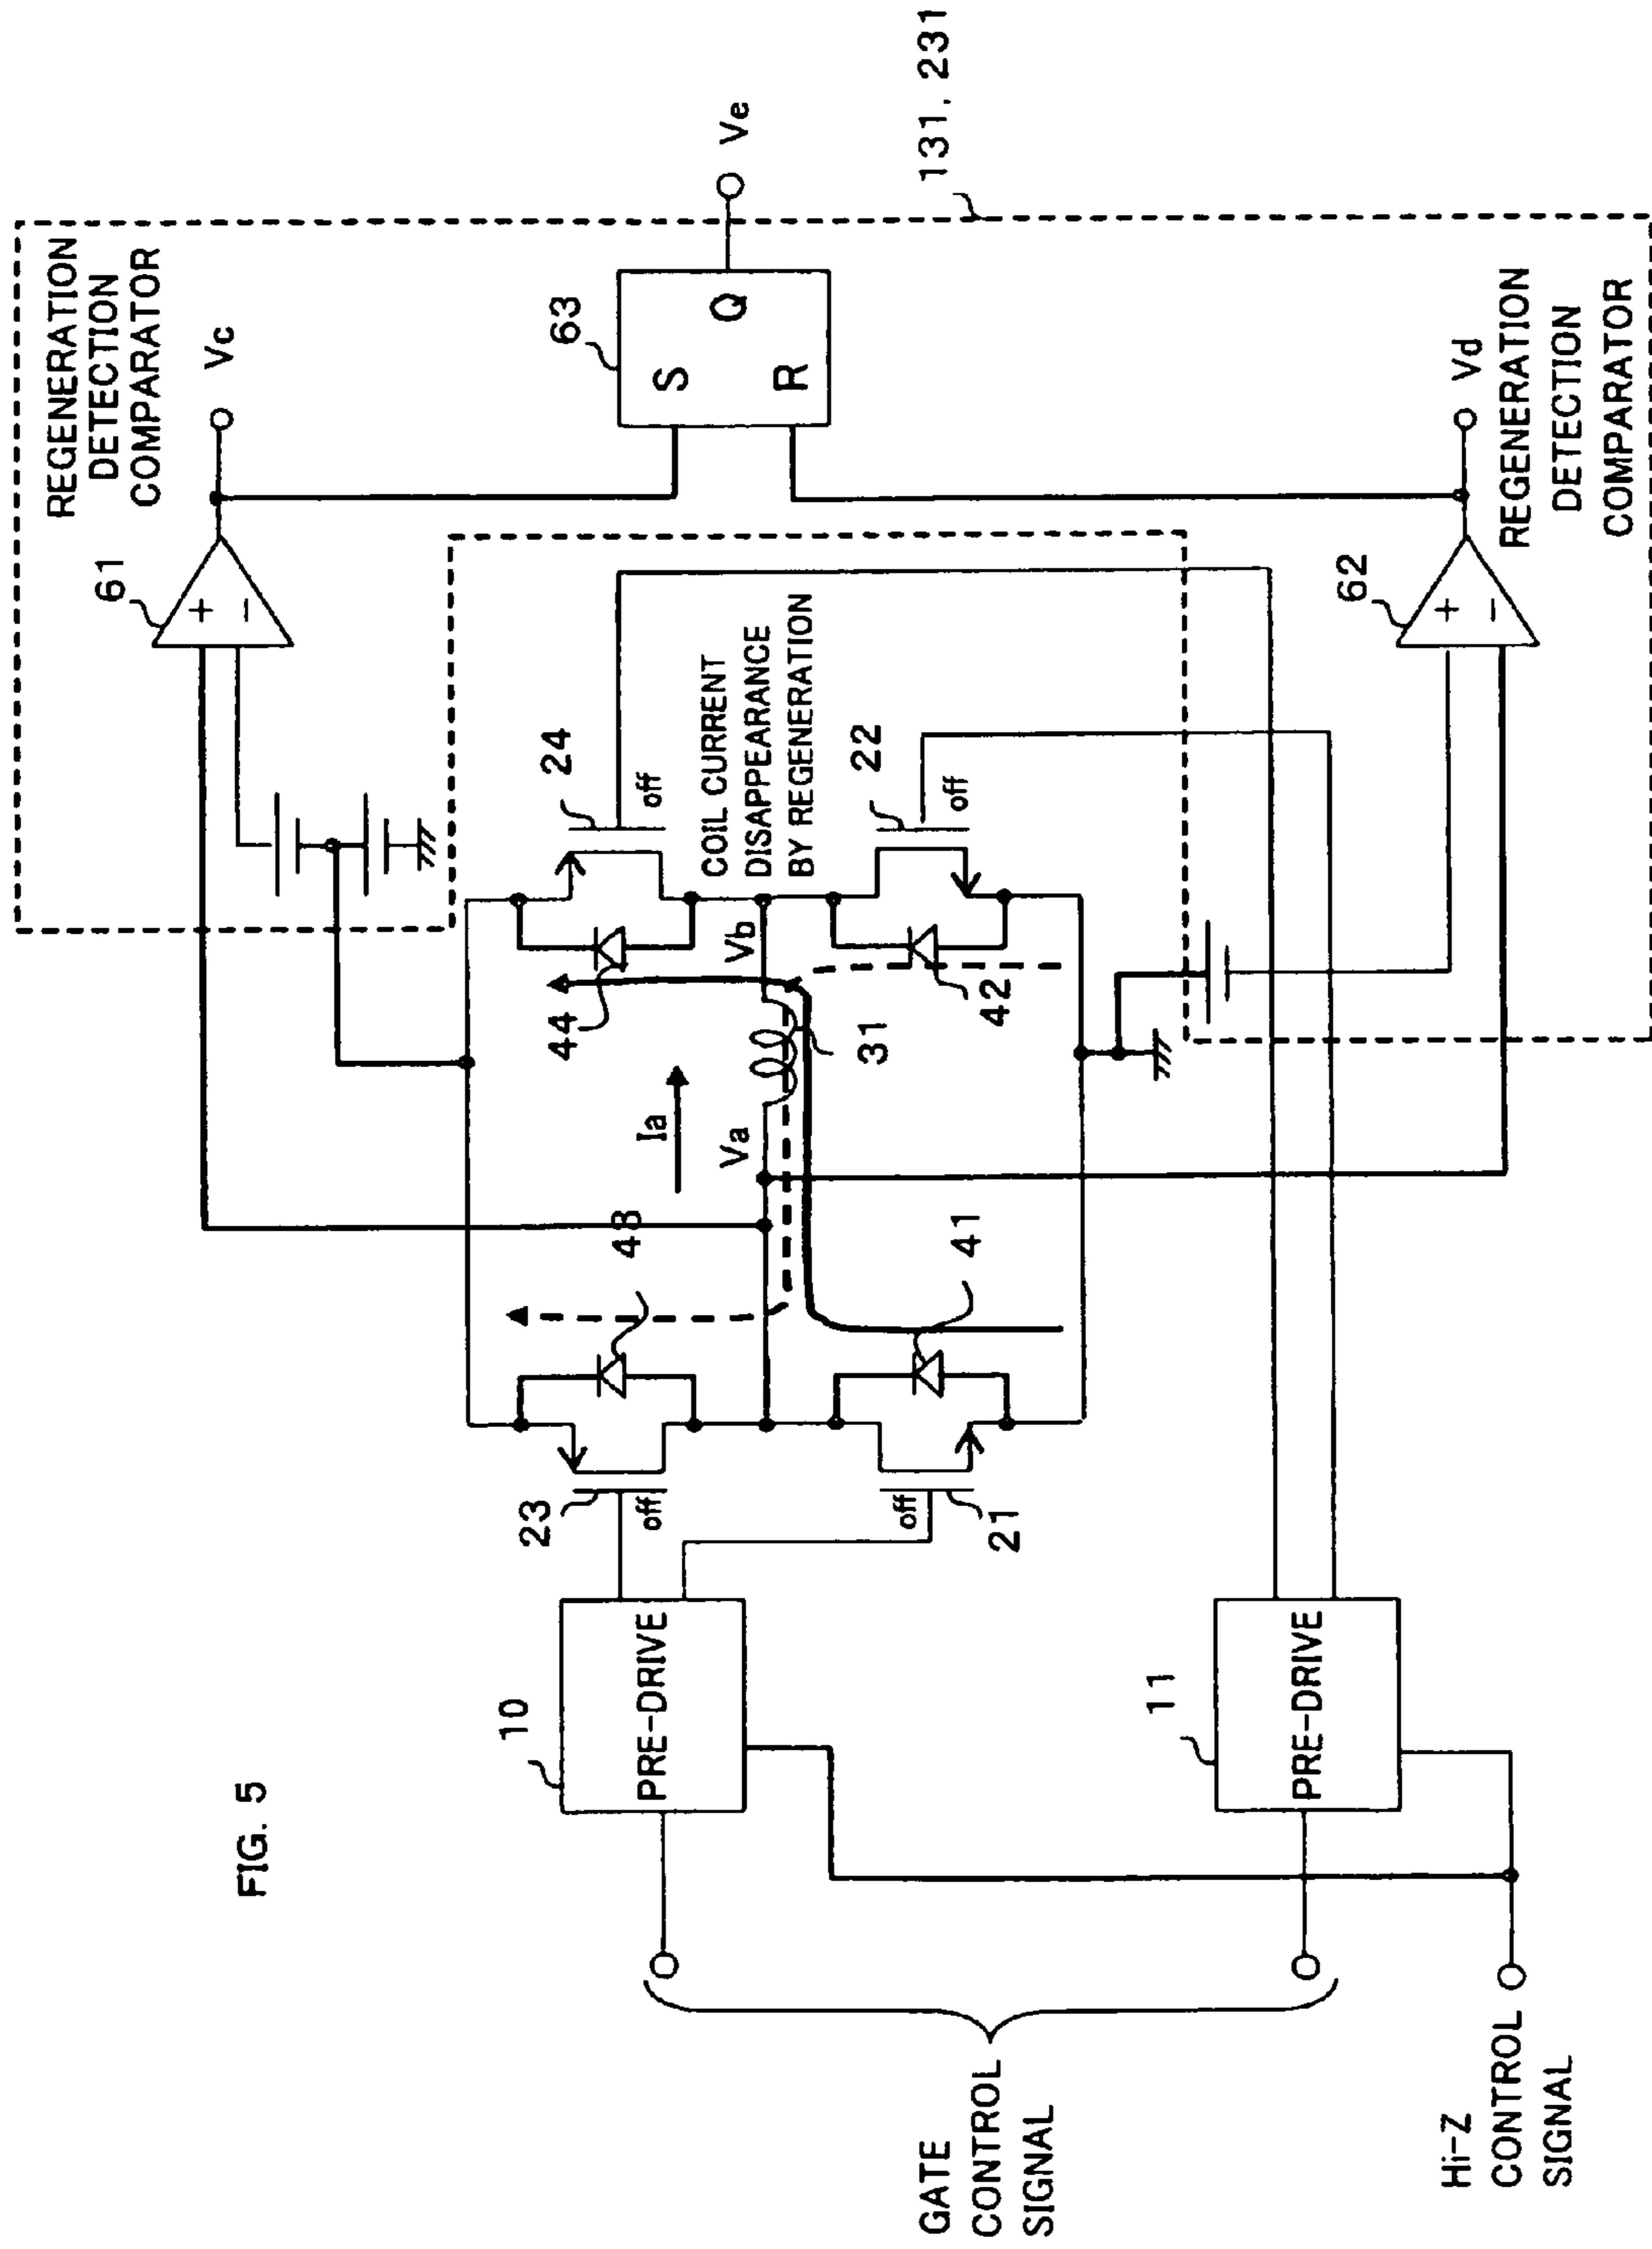 FIG. 5
GATE
CONTROL
SIGNAL
Hi-Z
CONTROL
SIGNAL
10
PRE-DRIVE
11
PRE-DRIVE
23
off
21
off
43
41
Ia
Va
Vb
31
44
42
24
off
22
off
COIL CURRENT
DISAPPEARANCE
BY REGENERATION
61
+
−
REGENERATION
DETECTION
COMPARATOR
Vc
62
+
−
Vd
REGENERATION
DETECTION
COMPARATOR
63
S
R
Q
Ve
131, 231